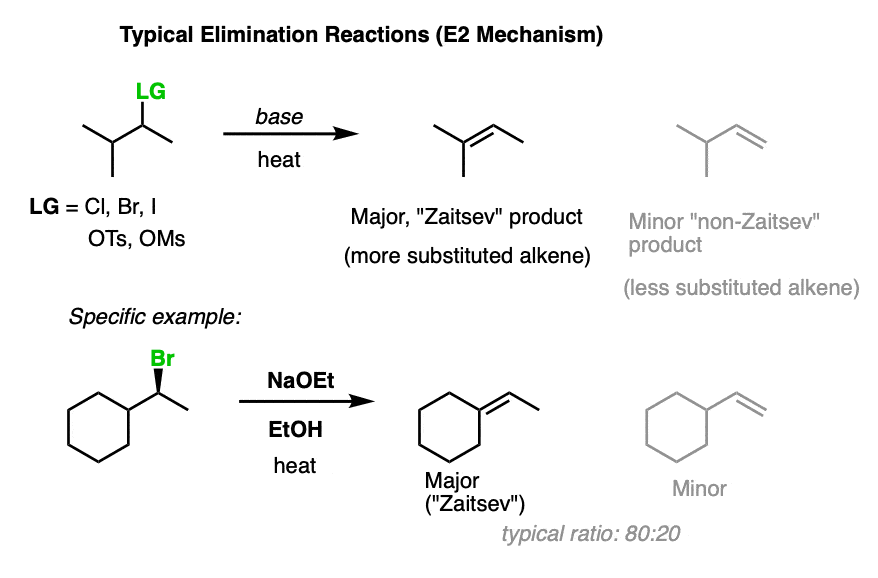 Typical Elimination Reactions (E2 Mechanism)
LG
base
heat
LG = Cl, Br, I
OTs, OMs
Major, "Zaitsev" product
(more substituted alkene)
Minor "non-Zaitsev"
product
(less substituted alkene)
Specific example:
Br
NaOEt
EtOH
heat
Major
("Zaitsev")
Minor
typical ratio: 80:20